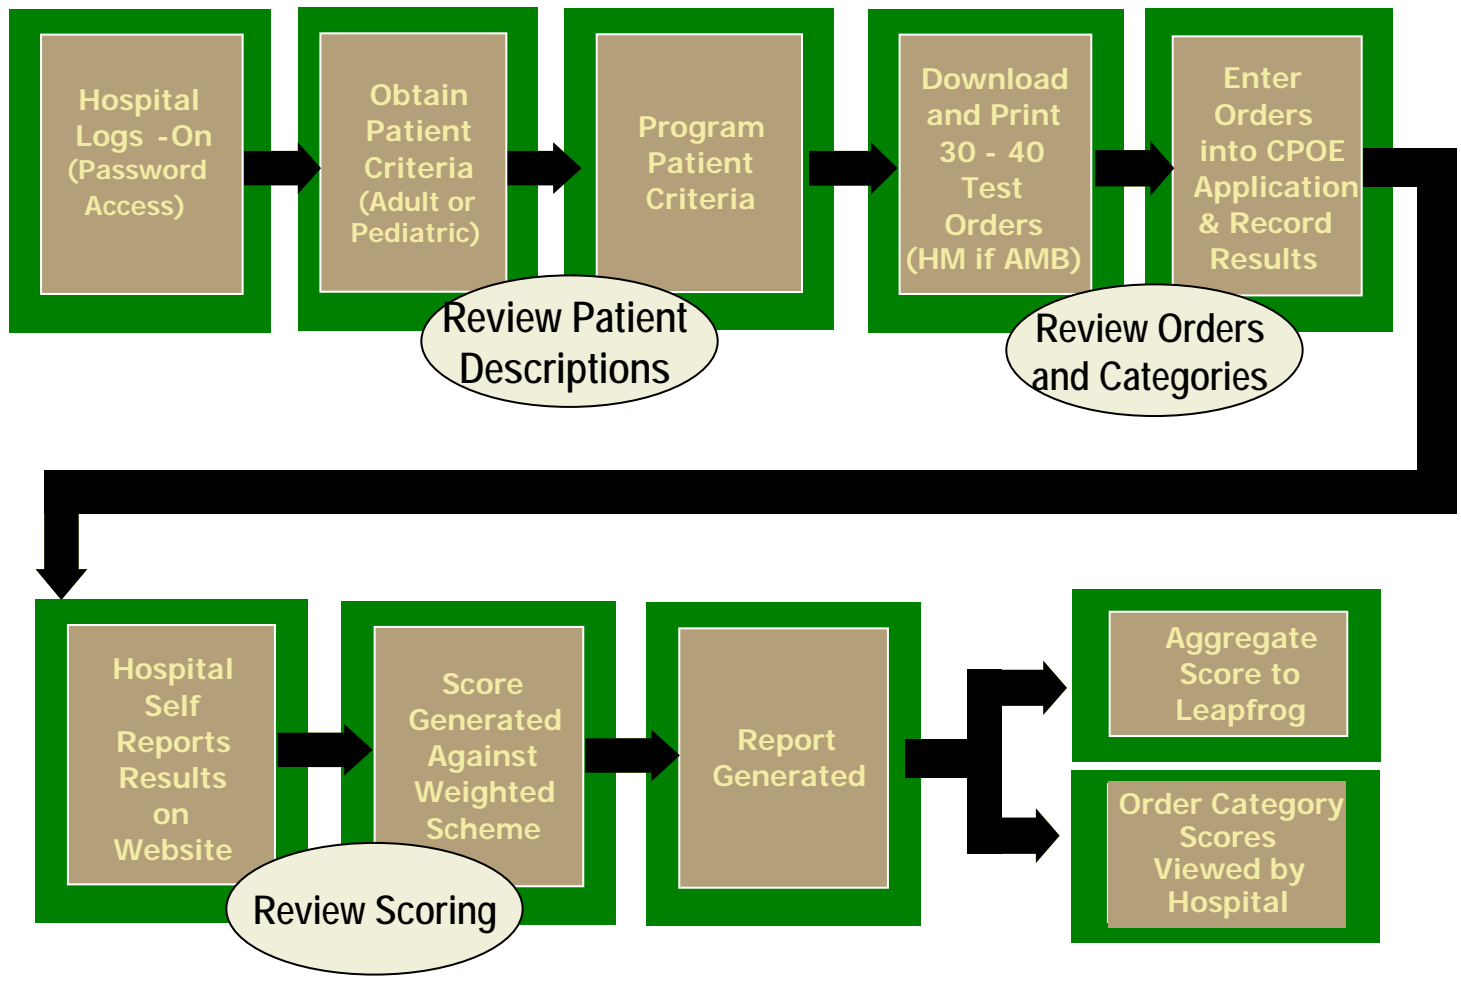 Hospital
Logs -On
(Password
Access)
Obtain
Patient
Criteria
(Adult or
Pediatric)
Program
Patient
Criteria
Download
and Print
30 - 40
Test
Orders
(HM if AMB)
Enter
Orders
into CPOE
Application
& Record
Results
Review Patient
Descriptions
Review Orders
and Categories
Hospital
Self
Reports
Results
on
Website
Score
Generated
Against
Weighted
Scheme
Review Scoring
Report
Generated
Aggregate
Score to
Leapfrog
Order Category
Scores
Viewed by
Hospital